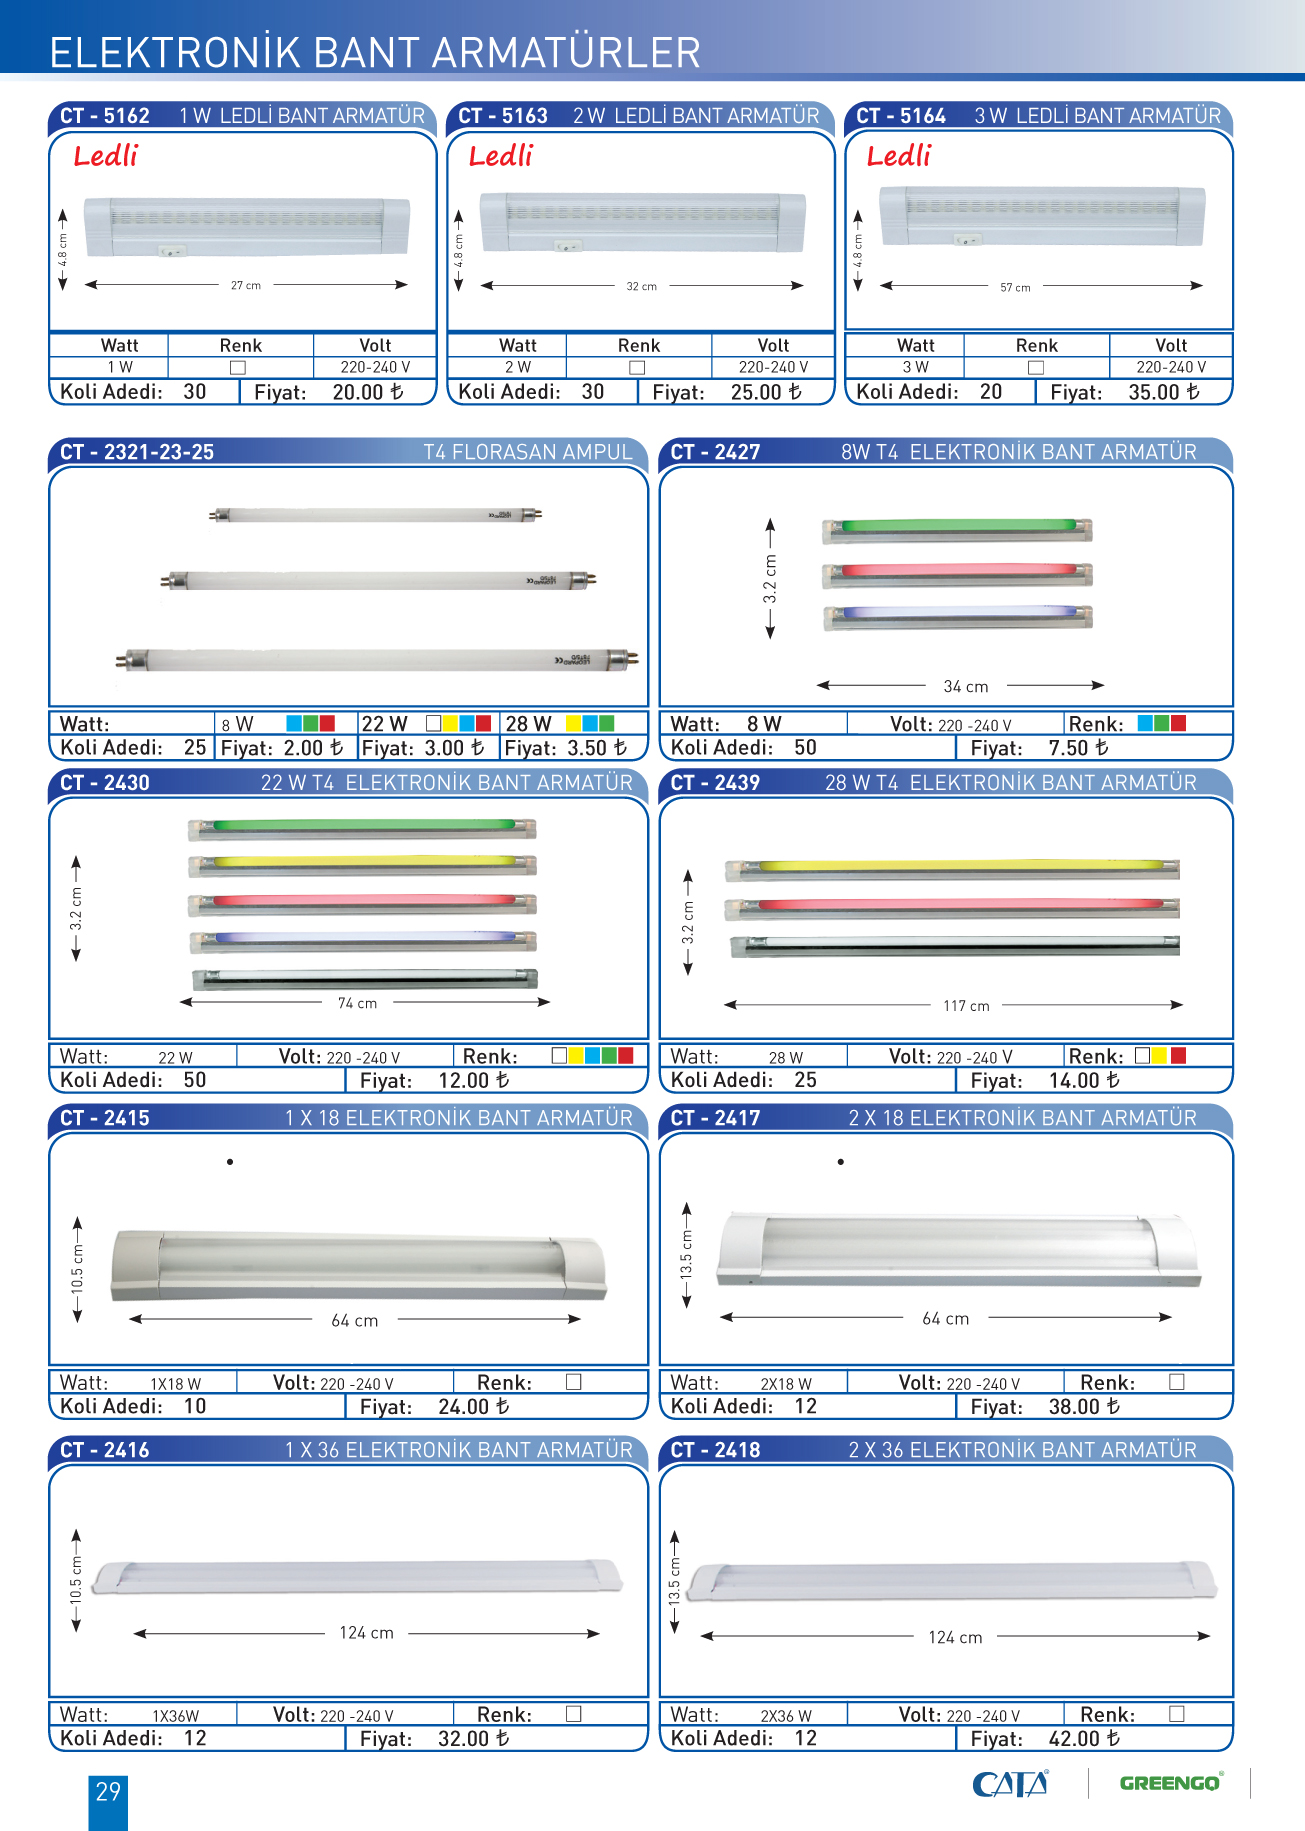 ELEKTRONİK BANT ARMATÜRLER
CT - 5162 1 W LEDLİ BANT ARMATÜR
Ledli
4.8 cm
27 cm
Watt Renk Volt
1 W 220-240 V
Koli Adedi: 30 Fiyat: 20.00 ₺
CT - 5163 2 W LEDLİ BANT ARMATÜR
Ledli
4.8 cm
32 cm
Watt Renk Volt
2 W 220-240 V
Koli Adedi: 30 Fiyat: 25.00 ₺
CT - 5164 3 W LEDLİ BANT ARMATÜR
Ledli
4.8 cm
57 cm
Watt Renk Volt
3 W 220-240 V
Koli Adedi: 20 Fiyat: 35.00 ₺
CT - 2321-23-25 T4 FLORASAN AMPUL
Watt: 8 W 22 W 28 W
Koli Adedi: 25 Fiyat: 2.00 ₺ Fiyat: 3.00 ₺ Fiyat: 3.50 ₺
CT - 2427 8W T4 ELEKTRONİK BANT ARMATÜR
3.2 cm
34 cm
Watt: 8 W Volt: 220 -240 V Renk:
Koli Adedi: 50 Fiyat: 7.50 ₺
CT - 2430 22 W T4 ELEKTRONİK BANT ARMATÜR
3.2 cm
74 cm
Watt: 22 W Volt: 220 -240 V Renk:
Koli Adedi: 50 Fiyat: 12.00 ₺
CT - 2439 28 W T4 ELEKTRONİK BANT ARMATÜR
3.2 cm
117 cm
Watt: 28 W Volt: 220 -240 V Renk:
Koli Adedi: 25 Fiyat: 14.00 ₺
CT - 2415 1 X 18 ELEKTRONİK BANT ARMATÜR
•
10.5 cm
64 cm
Watt: 1X18 W Volt: 220 -240 V Renk:
Koli Adedi: 10 Fiyat: 24.00 ₺
CT - 2417 2 X 18 ELEKTRONİK BANT ARMATÜR
•
13.5 cm
64 cm
Watt: 2X18 W Volt: 220 -240 V Renk:
Koli Adedi: 12 Fiyat: 38.00 ₺
CT - 2416 1 X 36 ELEKTRONİK BANT ARMATÜR
10.5 cm
124 cm
Watt: 1X36W Volt: 220 -240 V Renk:
Koli Adedi: 12 Fiyat: 32.00 ₺
CT - 2418 2 X 36 ELEKTRONİK BANT ARMATÜR
13.5 cm
124 cm
Watt: 2X36 W Volt: 220 -240 V Renk:
Koli Adedi: 12 Fiyat: 42.00 ₺
29
CATA®
GREENGO®